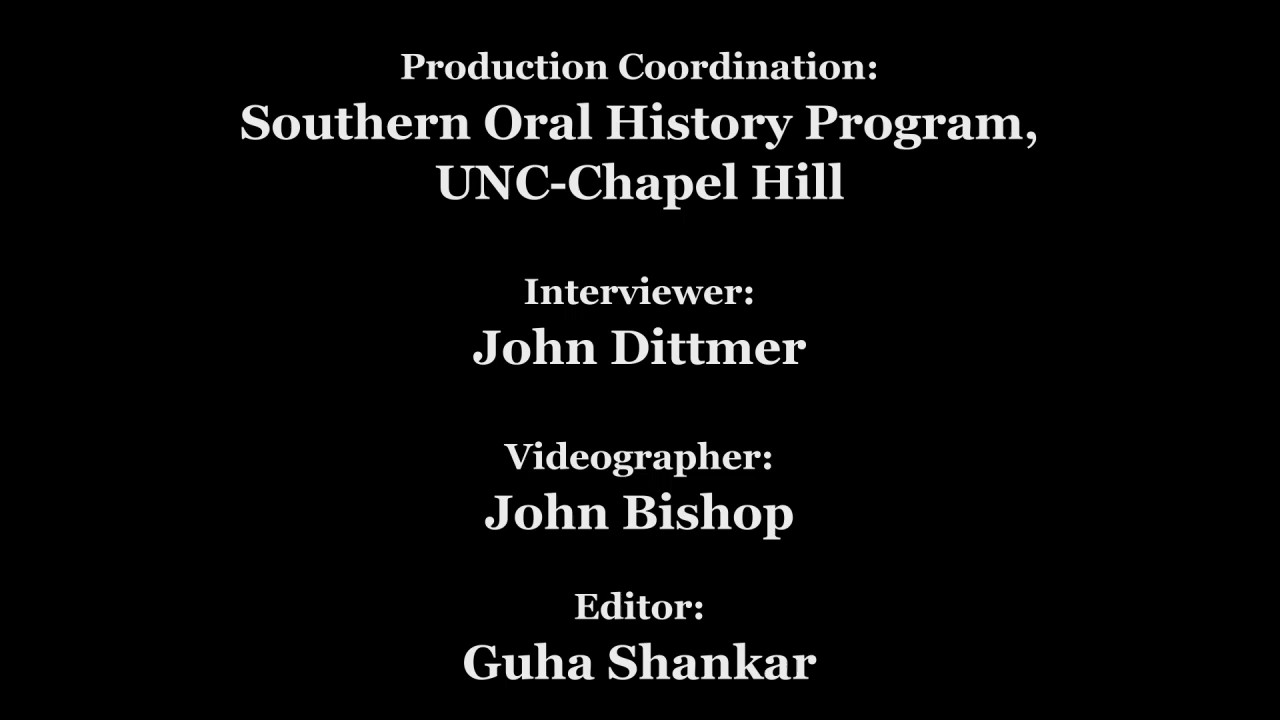 Production Coordination:
Southern Oral History Program,
UNC-Chapel Hill
Interviewer:
John Dittmer
Videographer:
John Bishop
Editor:
Guha Shankar